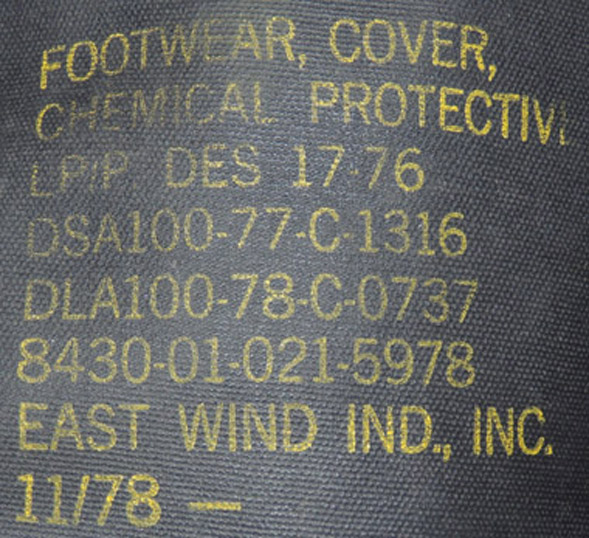 FOOTWEAR, COVER,
CHEMICAL PROTECTIVE
LP/P DES 17-76
DSA100-77-C-1316
DLA100-78-C-0737
8430-01-021-5978
EAST WIND IND., INC.
11/78 —